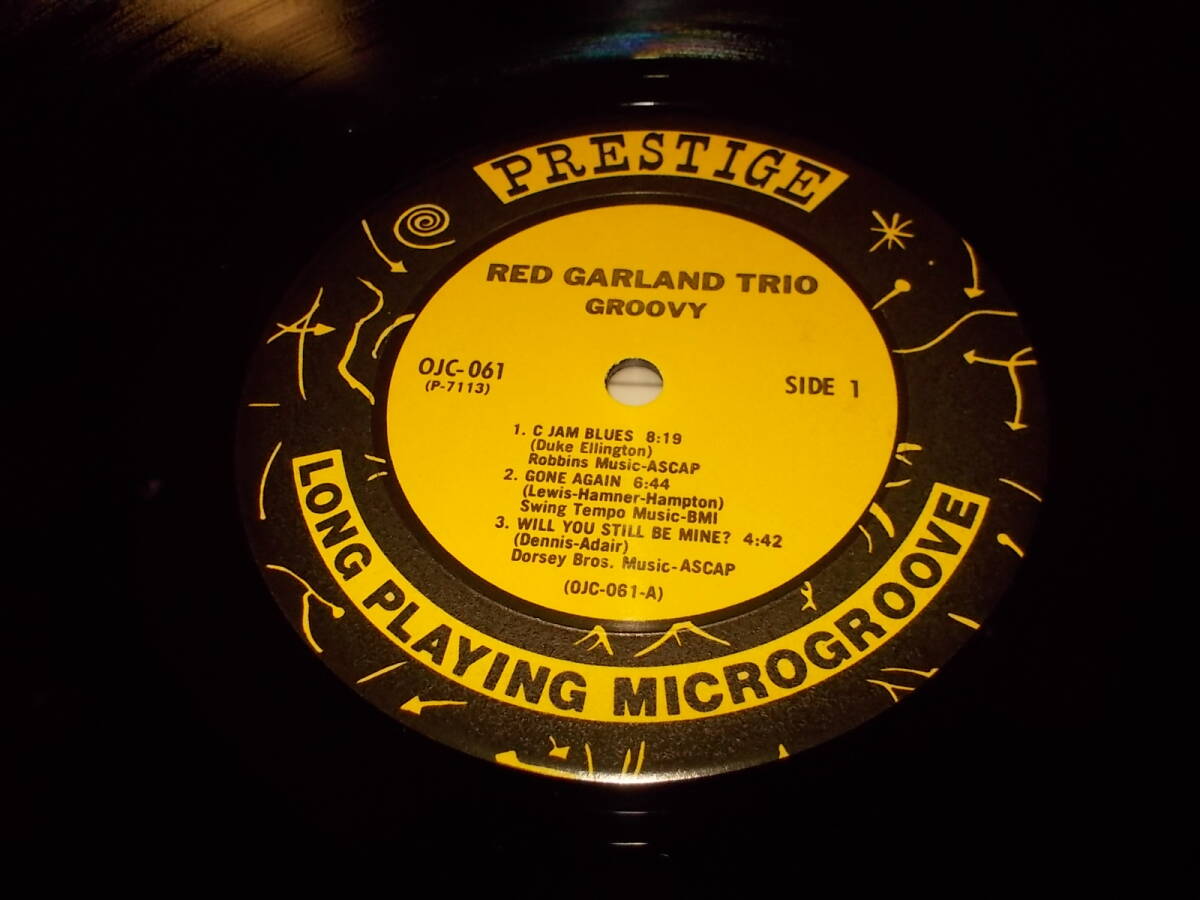 PRESTIGE
RED GARLAND TRIO
GROOVY
OJC-061
(P-7113)
SIDE 1
1. C JAM BLUES 8:19
(Duke Ellington)
Robbins Music-ASCAP
2. GONE AGAIN 6:44
(Lewis-Hamner-Hampton)
Swing Tempo Music-BMI
3. WILL YOU STILL BE MINE? 4:42
(Dennis-Adair)
Dorsey Bros. Music-ASCAP
(OJC-061-A)
LONG PLAYING MICROGROOVE